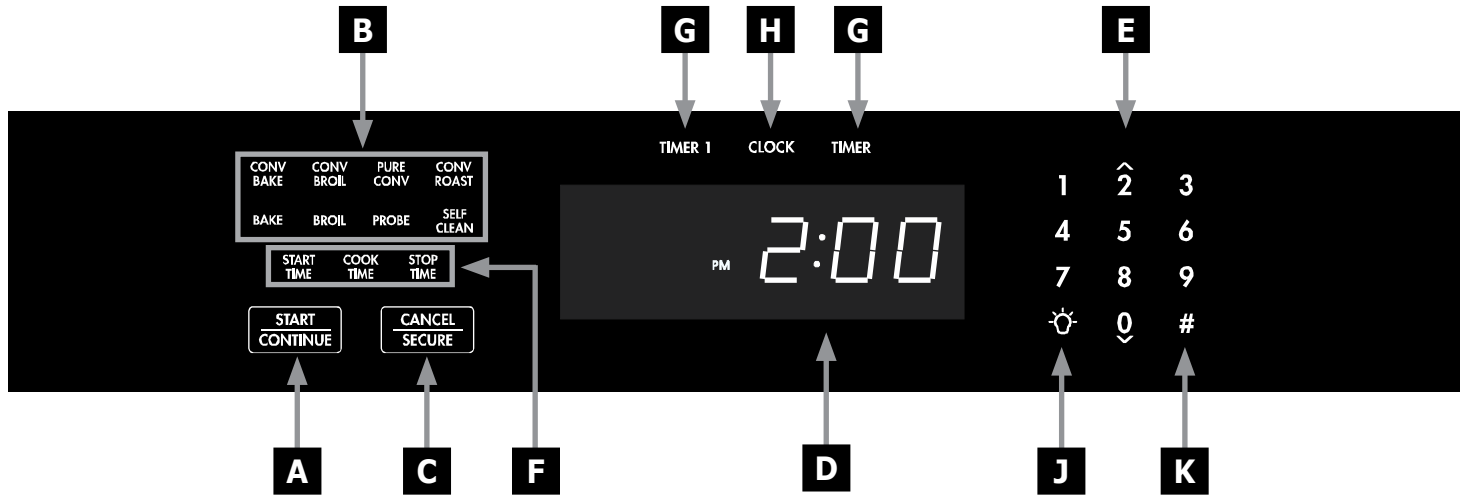 B G H G E
TIMER 1 CLOCK TIMER
CONV BAKE CONV BROIL PURE CONV CONV ROAST
BAKE BROIL PROBE SELF CLEAN
START TIME COOK TIME STOP TIME
START
CONTINUE
CANCEL
SECURE
PM 2:00
1 2 3
4 5 6
7 8 9
0 #
A C F D J K